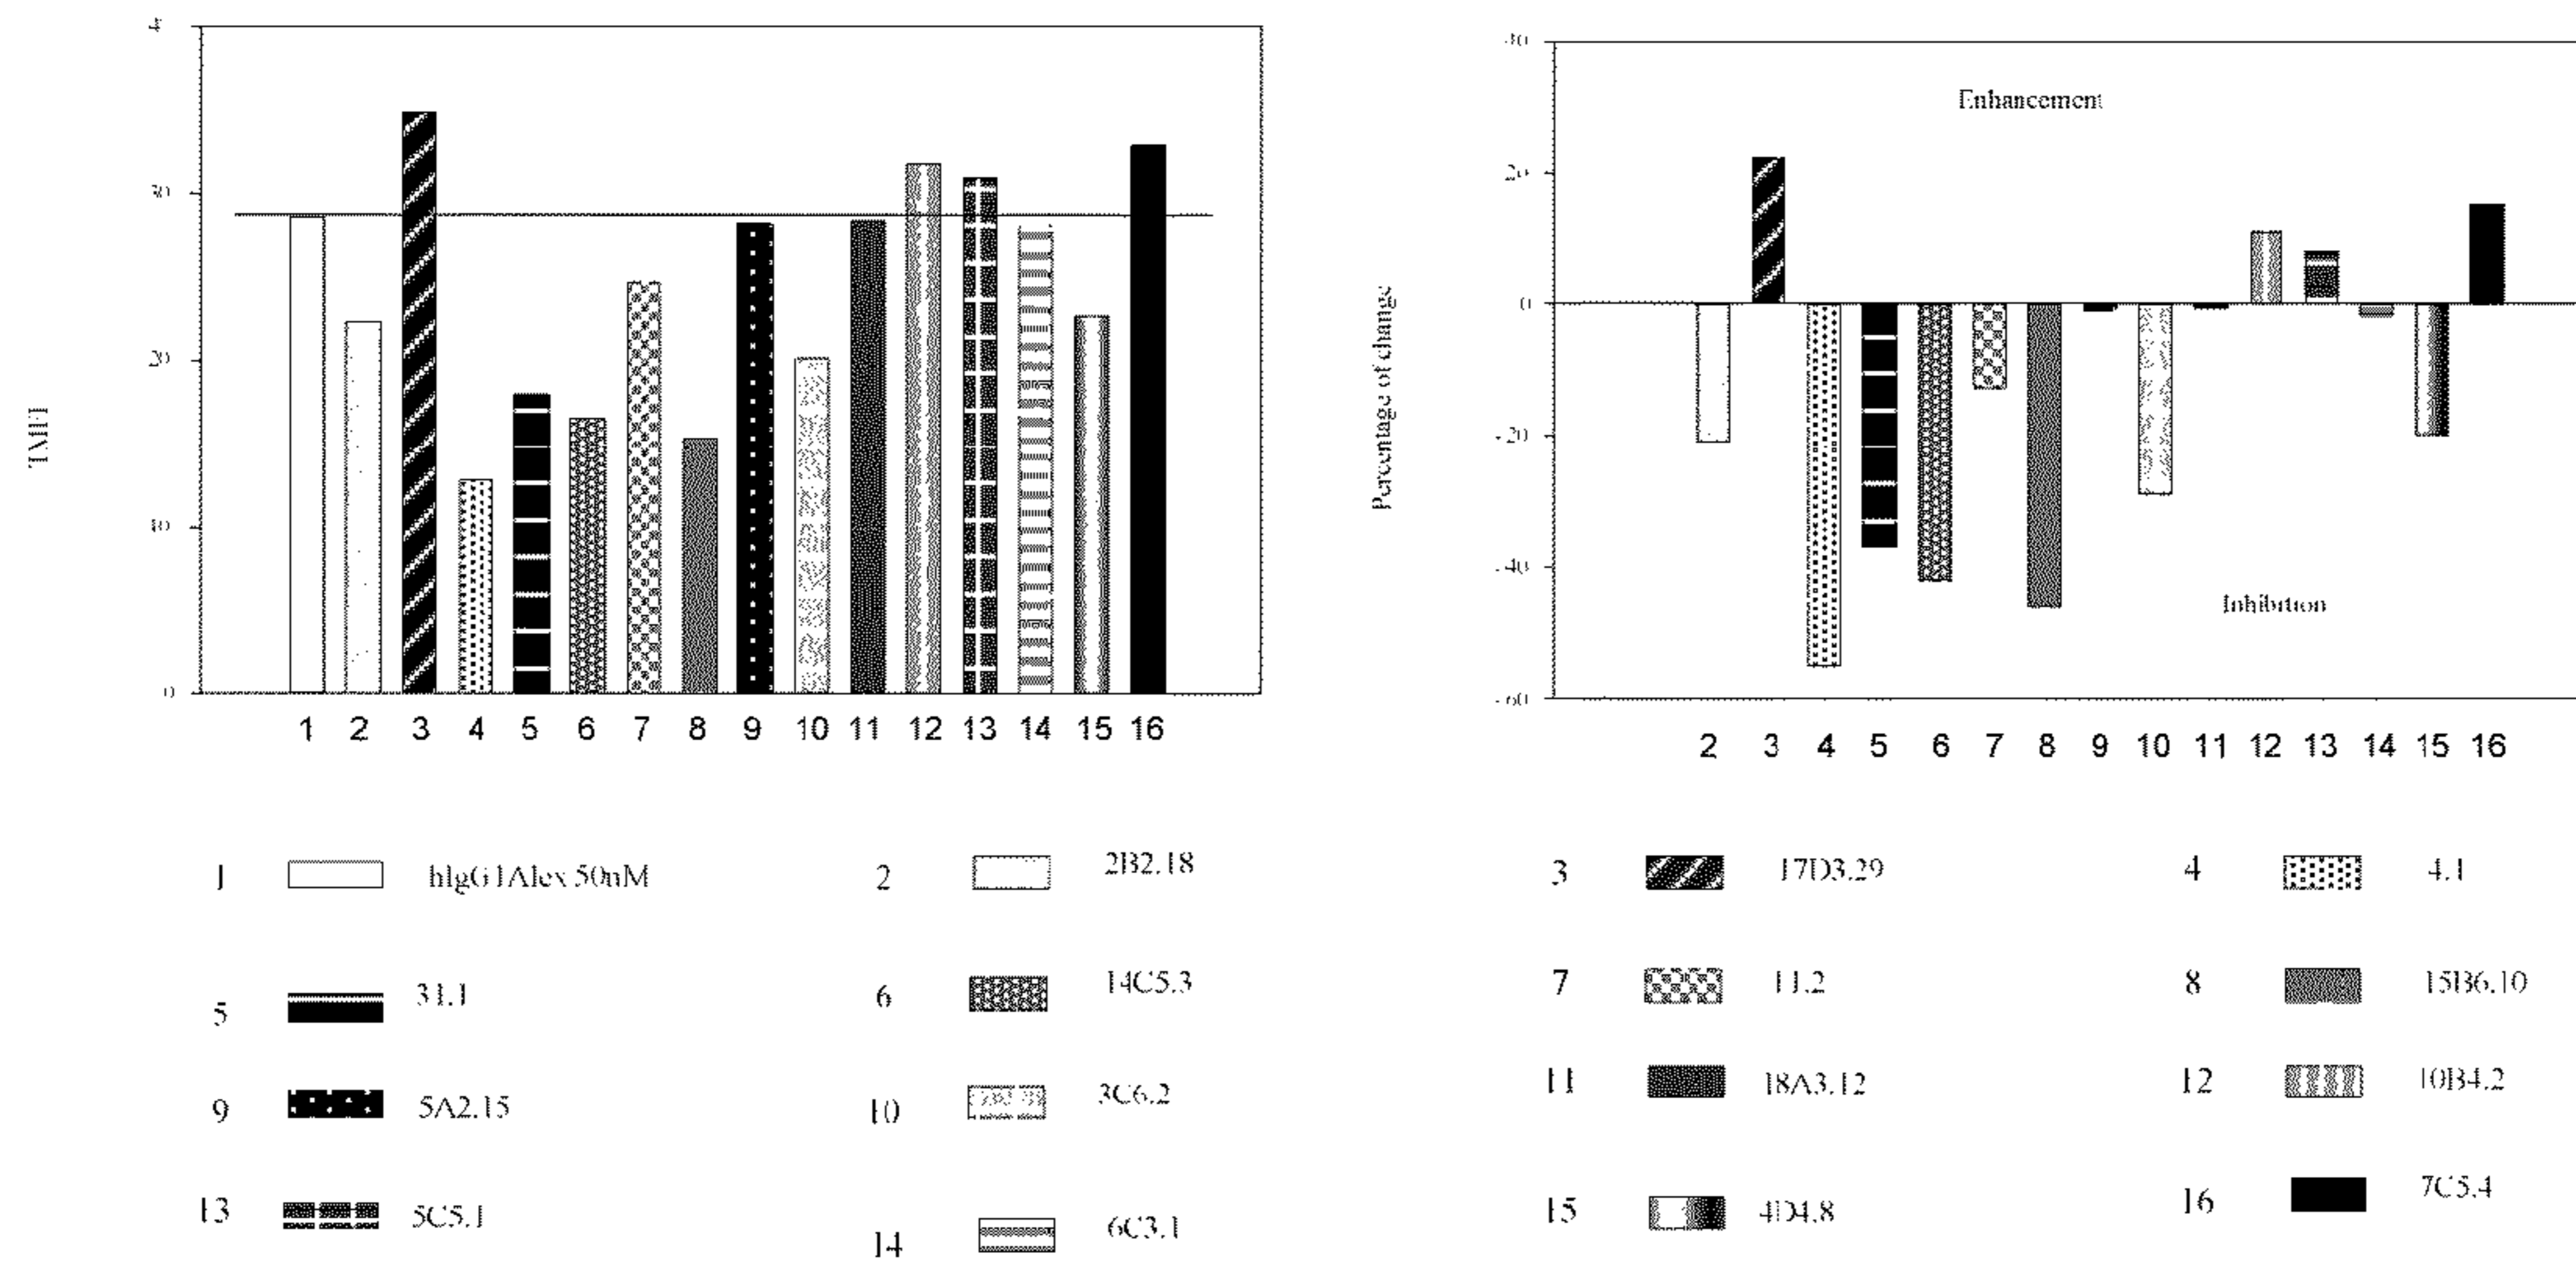 4
30
20
10
0
TMFI
1 2 3 4 5 6 7 8 9 10 11 12 13 14 15 16
40
20
0
-20
-40
-60
Percentage of change
Enhancement
Inhibition
2 3 4 5 6 7 8 9 10 11 12 13 14 15 16
1 hIgG1Alex 50nM 2 2B2.18 3 17D3.29 4 4.1
5 31.1 6 14C5.3 7 11.2 8 15B6.10
9 5A2.15 10 3C6.2 11 18A3.12 12 10B4.2
13 5C5.1 14 6C3.1 15 4D4.8 16 7C5.4